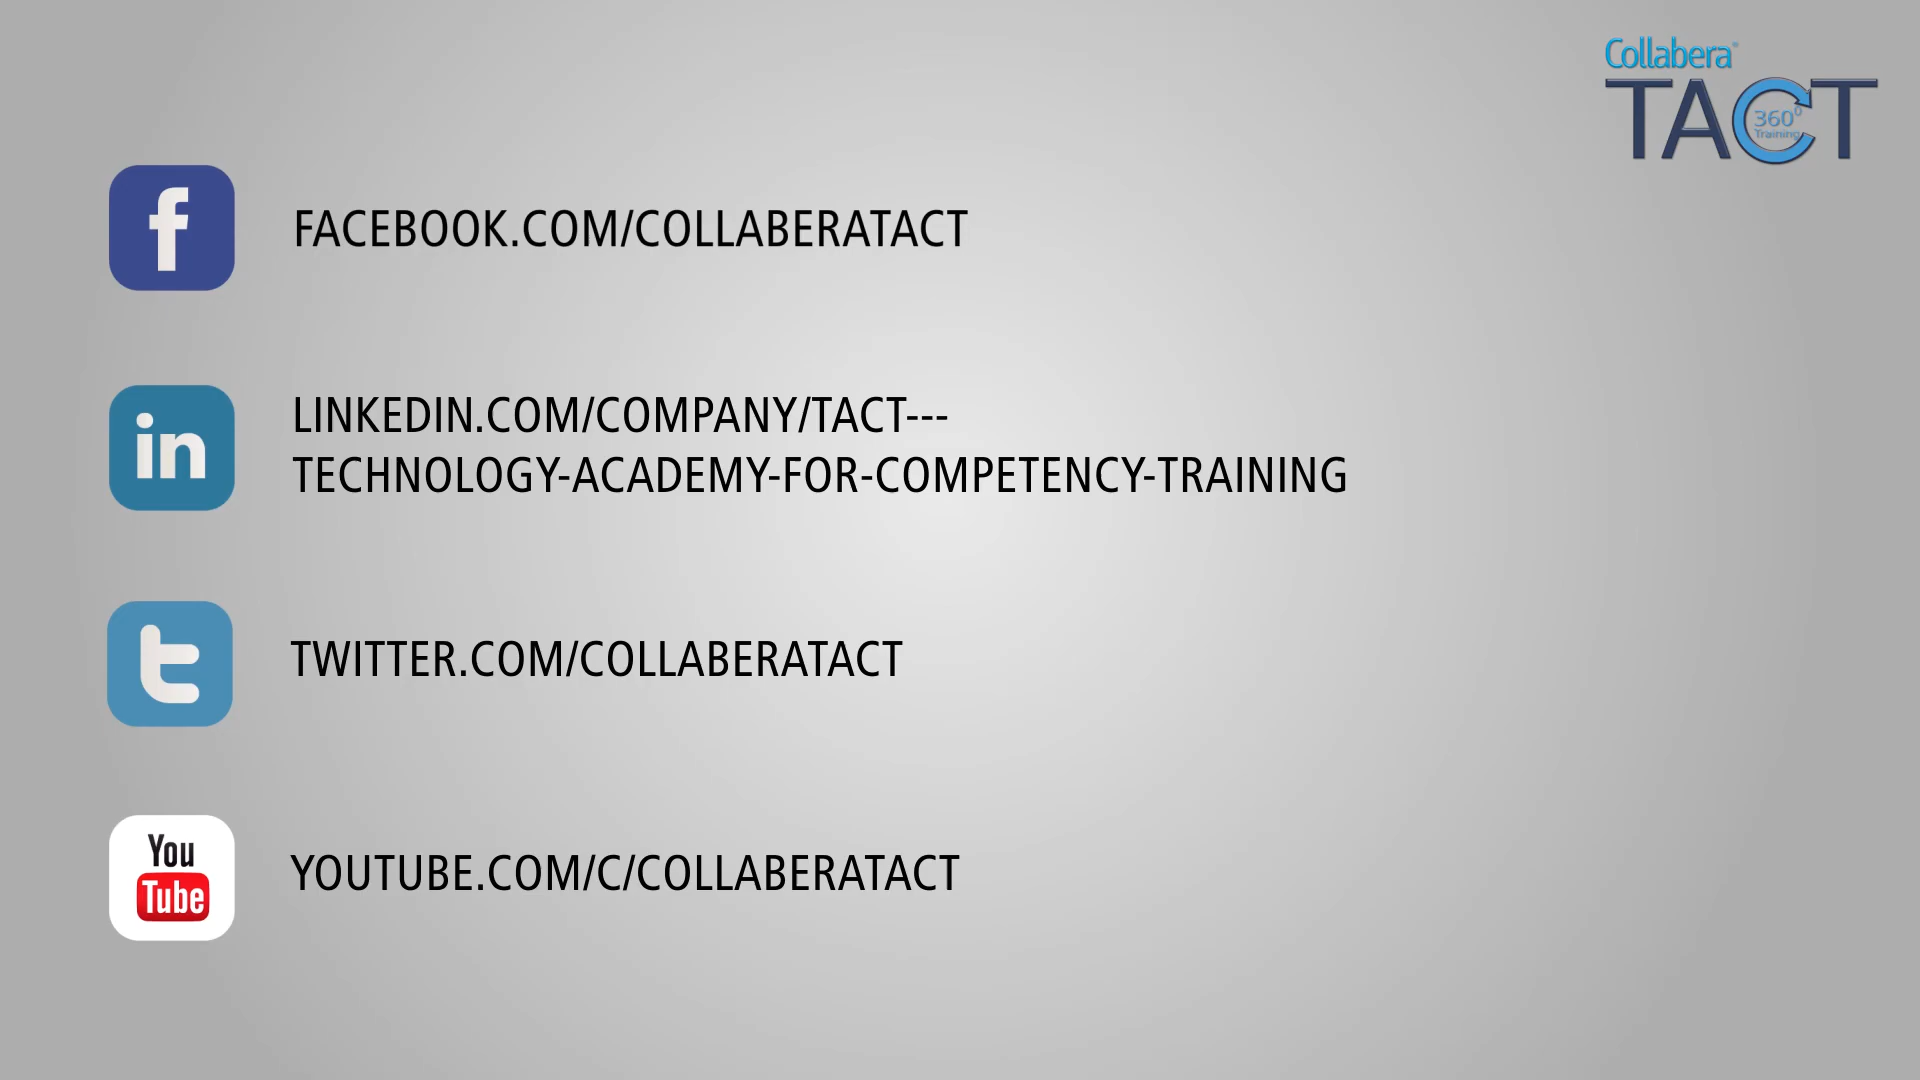 Collabera
TACT
360°
Training
FACEBOOK.COM/COLLABERATACT
LINKEDIN.COM/COMPANY/TACT---
TECHNOLOGY-ACADEMY-FOR-COMPETENCY-TRAINING
TWITTER.COM/COLLABERATACT
You
Tube
YOUTUBE.COM/C/COLLABERATACT